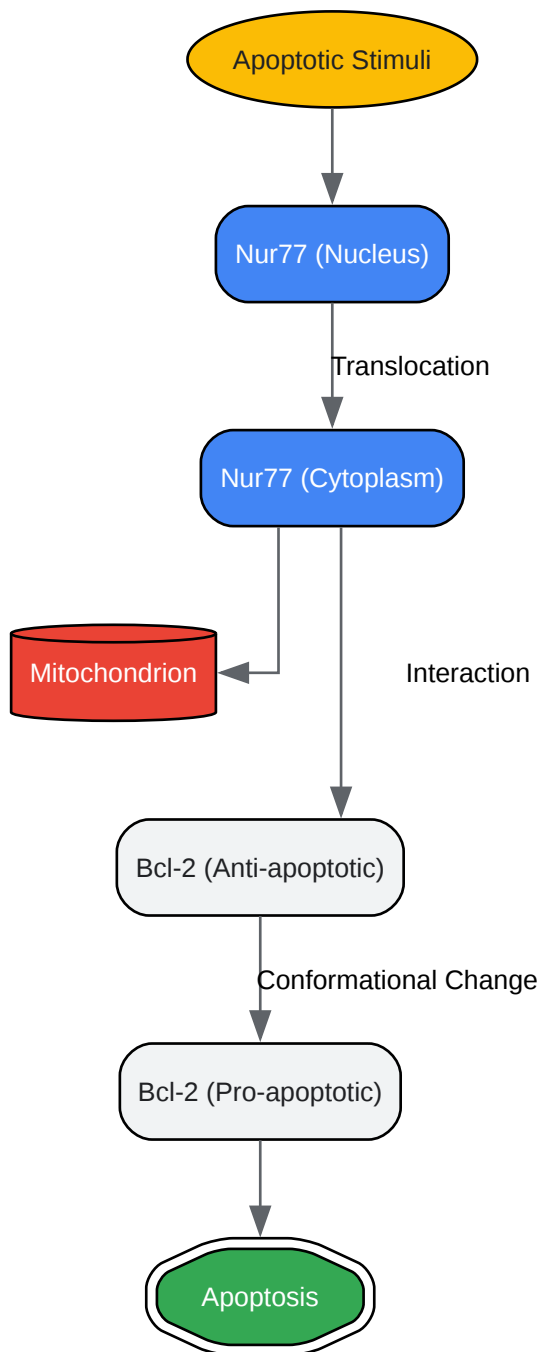 Apoptotic Stimuli
Nur77 (Nucleus)
Translocation
Nur77 (Cytoplasm)
Mitochondrion
Interaction
Bcl-2 (Anti-apoptotic)
Conformational Change
Bcl-2 (Pro-apoptotic)
Apoptosis